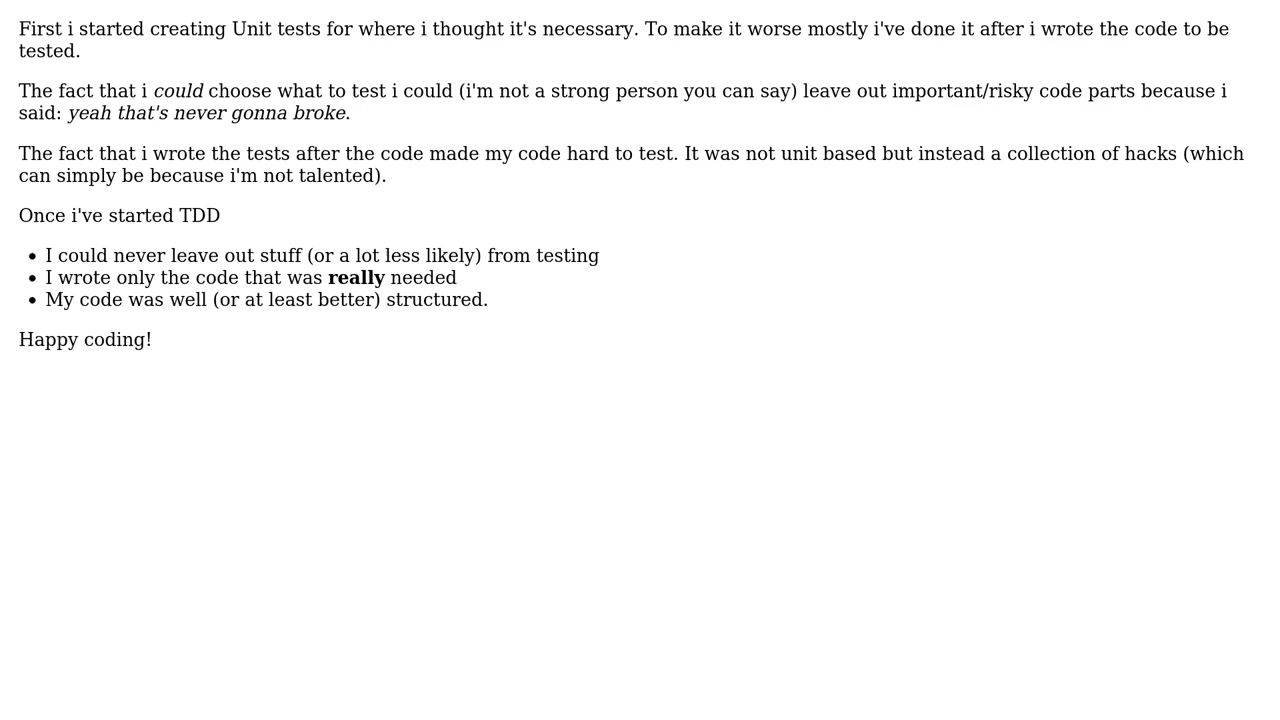 First i started creating Unit tests for where i thought it's necessary. To make it worse mostly i've done it after i wrote the code to be
tested.
The fact that i could choose what to test i could (i'm not a strong person you can say) leave out important/risky code parts because i
said: yeah that's never gonna broke.
The fact that i wrote the tests after the code made my code hard to test. It was not unit based but instead a collection of hacks (which
can simply be because i'm not talented).
Once i've started TDD
• I could never leave out stuff (or a lot less likely) from testing
• I wrote only the code that was really needed
• My code was well (or at least better) structured.
Happy coding!